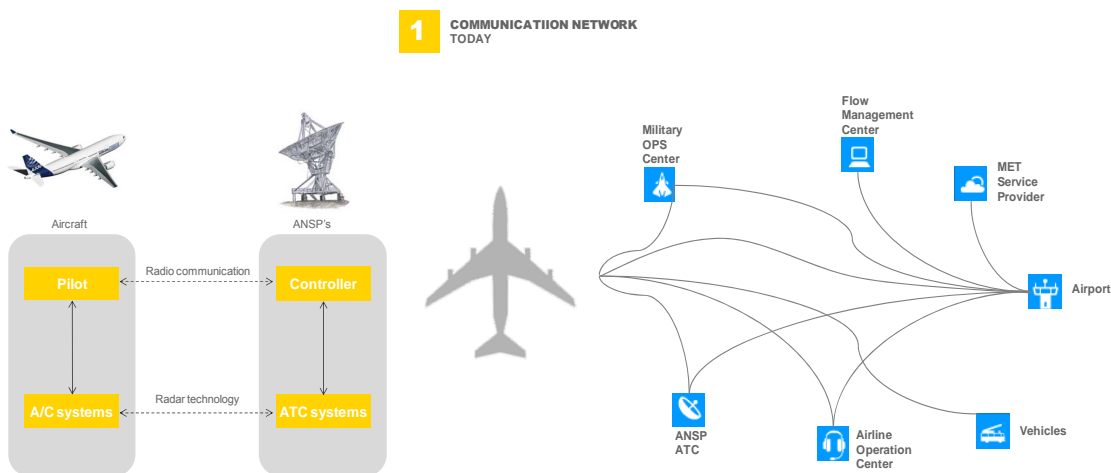 1
COMMUNICATIION NETWORK
TODAY
Aircraft
ANSP's
Pilot
Radio communication
Controller
A/C systems
Radar technology
ATC systems
Military
OPS
Center
Flow
Management
Center
MET
Service
Provider
Airport
ANSP
ATC
Airline
Operation
Center
Vehicles